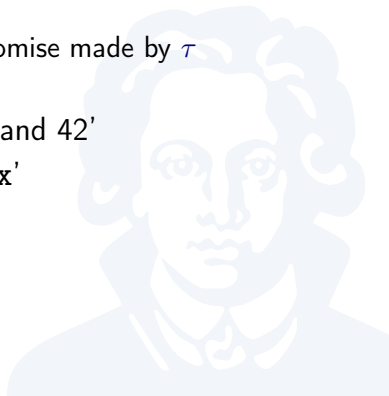 omise made by τ
and 42'
x'